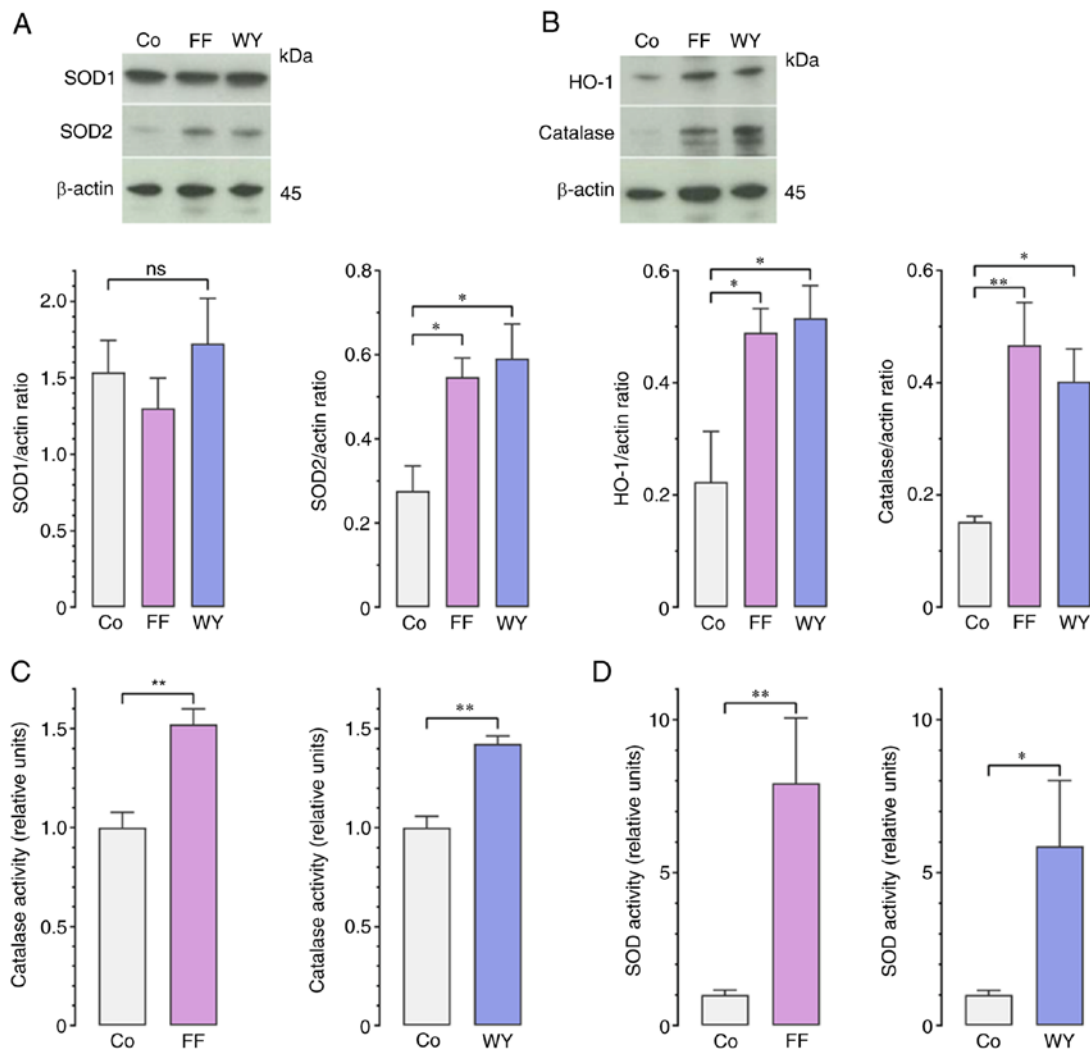 A
Co FF WY
kDa
SOD1
SOD2
β-actin
45
B
Co FF WY
kDa
HO-1
Catalase
β-actin
45
ns
2.0
1.5
1.0
0.5
0
SOD1/actin ratio
Co FF WY
*
*
0.8
0.6
0.4
0.2
0
SOD2/actin ratio
Co FF WY
*
*
0.6
0.4
0.2
0
HO-1/actin ratio
Co FF WY
*
**
0.6
0.4
0.2
0
Catalase/actin ratio
Co FF WY
C
**
1.5
1.0
0.5
0
Catalase activity (relative units)
Co FF
**
1.5
1.0
0.5
0
Catalase activity (relative units)
Co WY
D
**
10
5
0
SOD activity (relative units)
Co FF
*
10
5
0
SOD activity (relative units)
Co WY